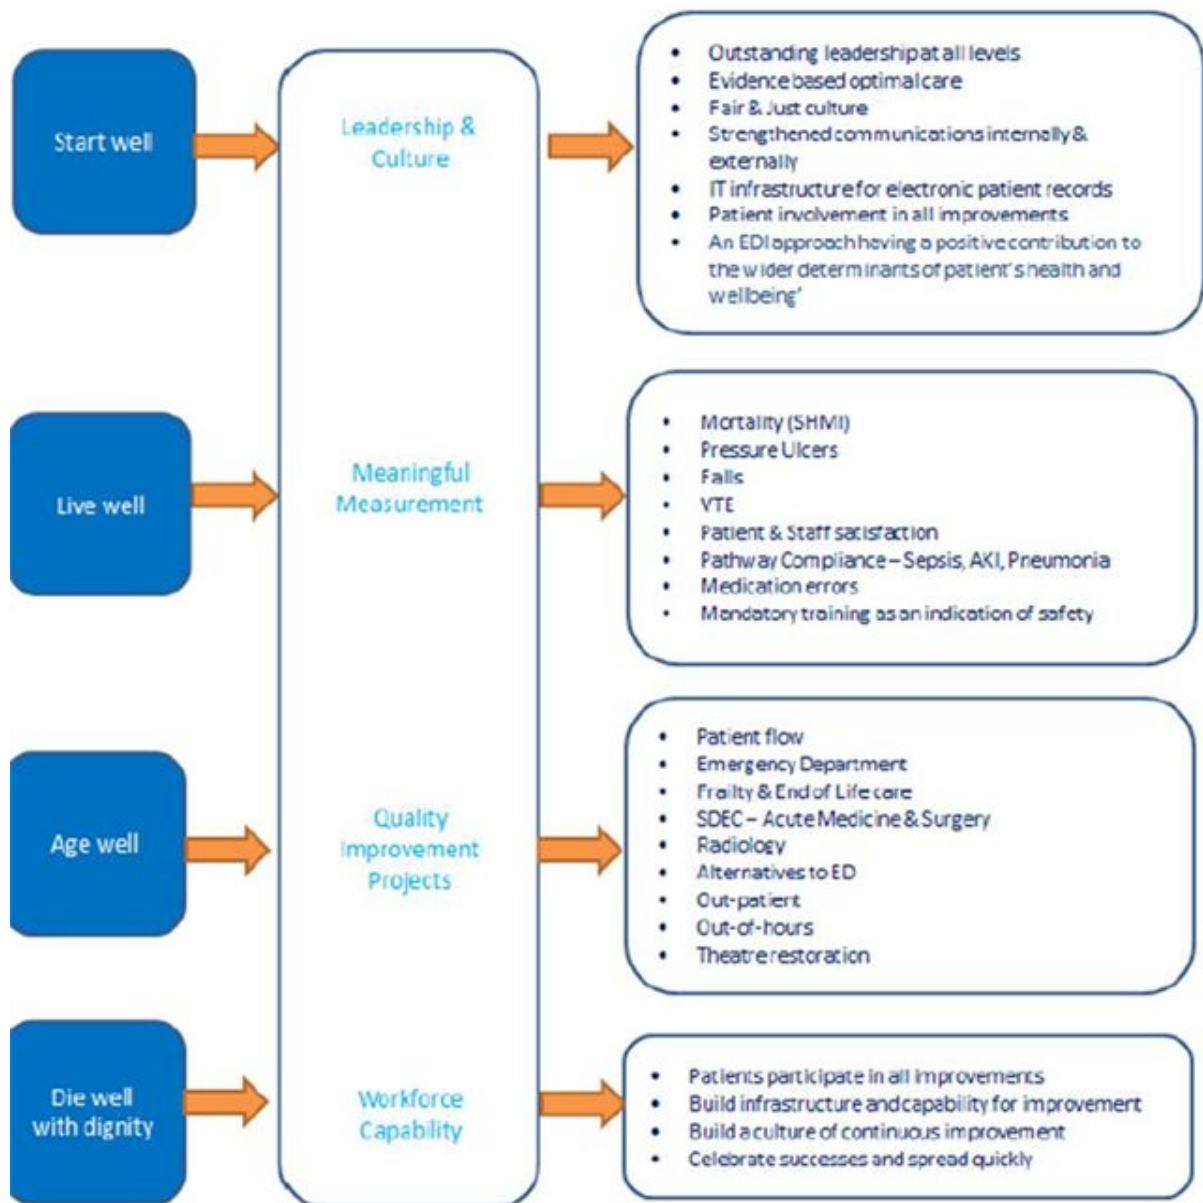 Start well
Leadership &
Culture
• Outstanding leadership at all levels
• Evidence based optimal care
• Fair & Just culture
• Strengthened communications internally &
externally
• IT infrastructure for electronic patient records
• Patient involvement in all improvements
• An EDI approach having a positive contribution to
the wider determinants of patient's health and
wellbeing'
Live well
Meaningful
Measurement
• Mortality (SHMI)
• Pressure Ulcers
• Falls
• VTE
• Patient & Staff satisfaction
• Pathway Compliance – Sepsis, AKI, Pneumonia
• Medication errors
• Mandatory training as an indication of safety
Age well
Quality
Improvement
Projects
• Patient flow
• Emergency Department
• Frailty & End of Life care
• SDEC – Acute Medicine & Surgery
• Radiology
• Alternatives to ED
• Out-patient
• Out-of-hours
• Theatre restoration
Die well
with dignity
Workforce
Capability
• Patients participate in all improvements
• Build infrastructure and capability for improvement
• Build a culture of continuous improvement
• Celebrate successes and spread quickly